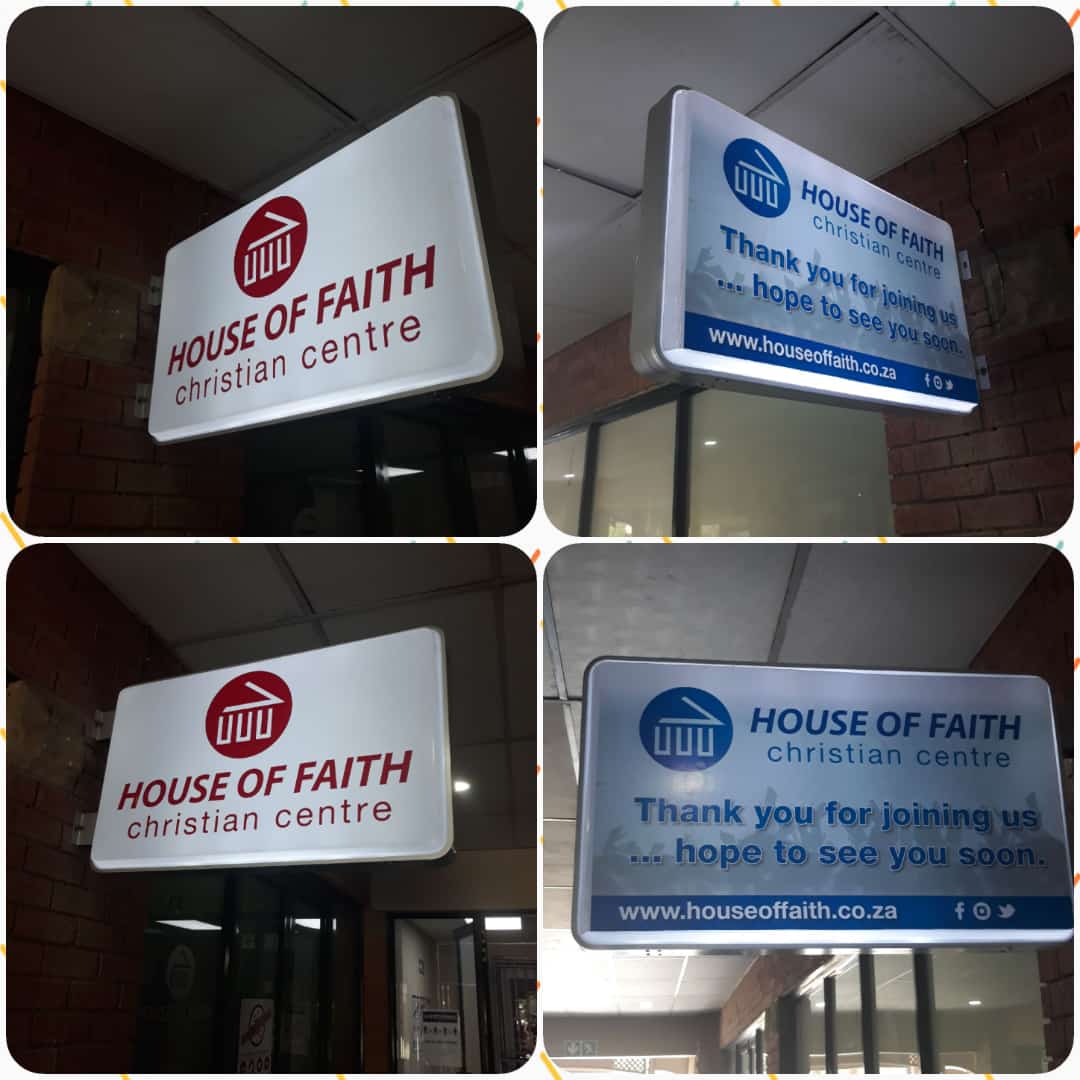 HOUSE OF FAITH
christian centre
HOUSE OF FAITH
christian centre
Thank you for joining us
... hope to see you soon.
www.houseoffaith.co.za
HOUSE OF FAITH
christian centre
HOUSE OF FAITH
christian centre
Thank you for joining us
... hope to see you soon.
www.houseoffaith.co.za